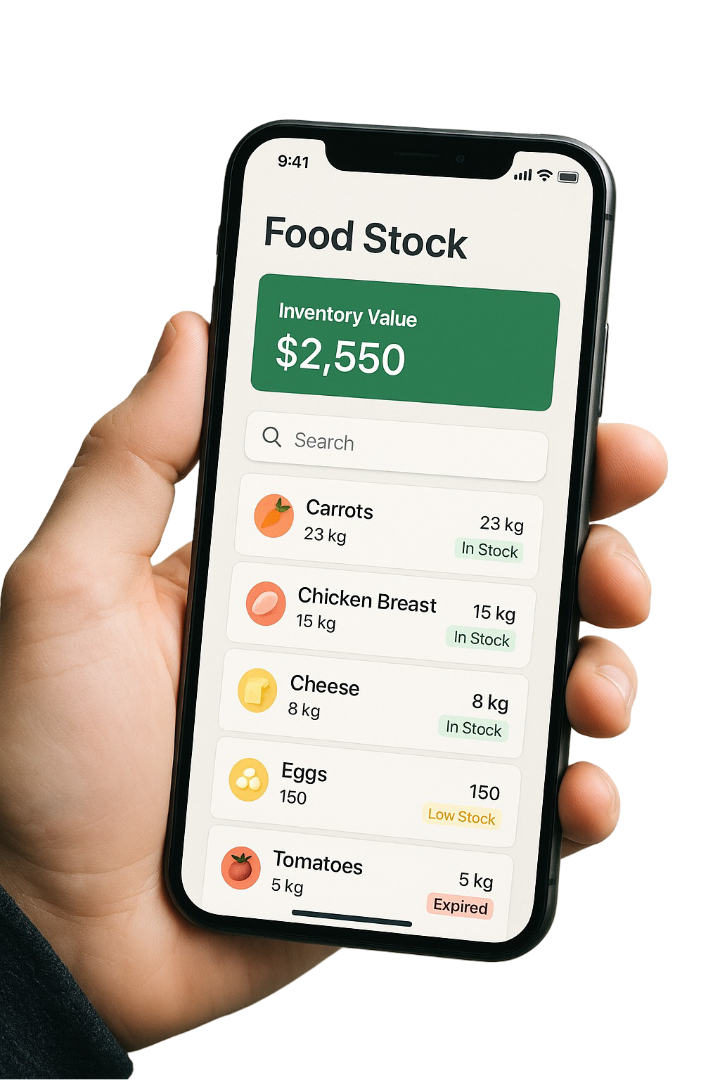 9:41
Food Stock
Inventory Value
$2,550
Search
Carrots
23 kg
23 kg
In Stock
Chicken Breast
15 kg
15 kg
In Stock
Cheese
8 kg
8 kg
In Stock
Eggs
150
150
Low Stock
Tomatoes
5 kg
5 kg
Expired